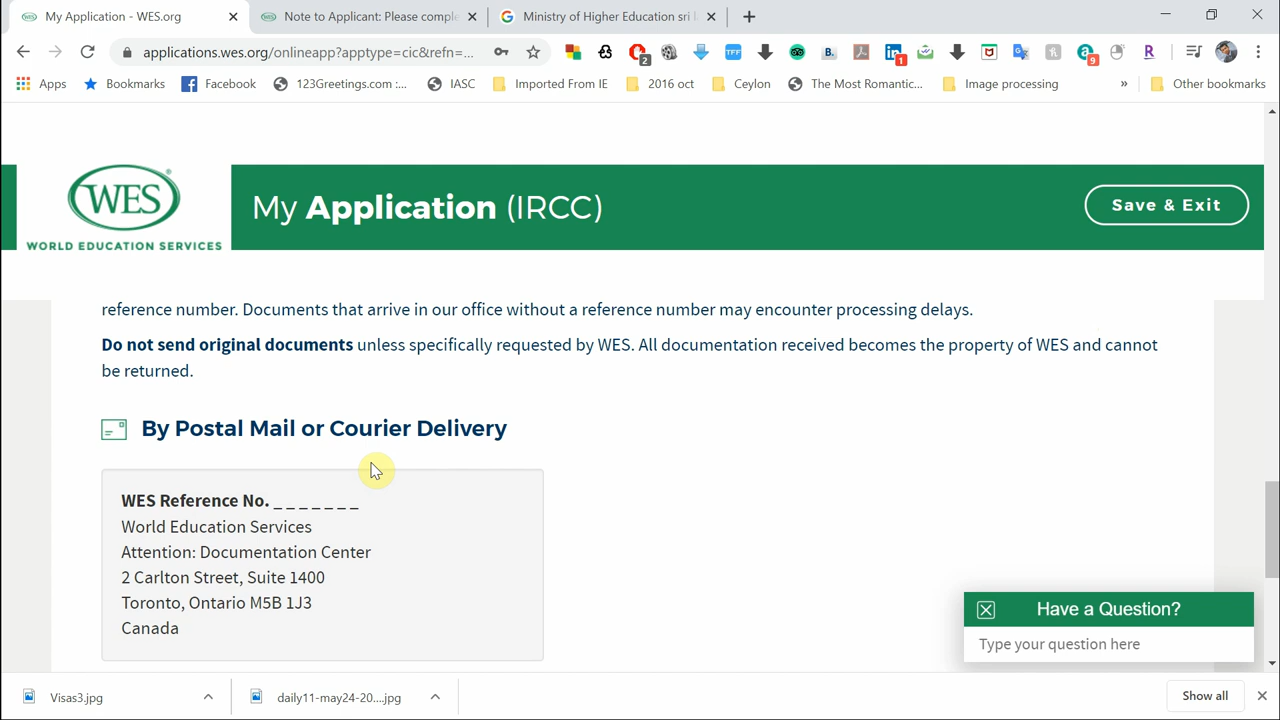 My Application - WES.org
Note to Applicant: Please comple
Ministry of Higher Education sri l
applications.wes.org/onlineapp?apptype=cic&refn=...
Apps
Bookmarks
Facebook
123Greetings.com :...
IASC
Imported From IE
2016 oct
Ceylon
The Most Romantic...
Image processing
»
Other bookmarks
WES
WORLD EDUCATION SERVICES
My Application (IRCC)
Save & Exit
reference number. Documents that arrive in our office without a reference number may encounter processing delays.
Do not send original documents unless specifically requested by WES. All documentation received becomes the property of WES and cannot
be returned.
By Postal Mail or Courier Delivery
WES Reference No. _ _ _ _ _ _ _
World Education Services
Attention: Documentation Center
2 Carlton Street, Suite 1400
Toronto, Ontario M5B 1J3
Canada
Have a Question?
Type your question here
Visas3.jpg
daily11-may24-20....jpg
Show all